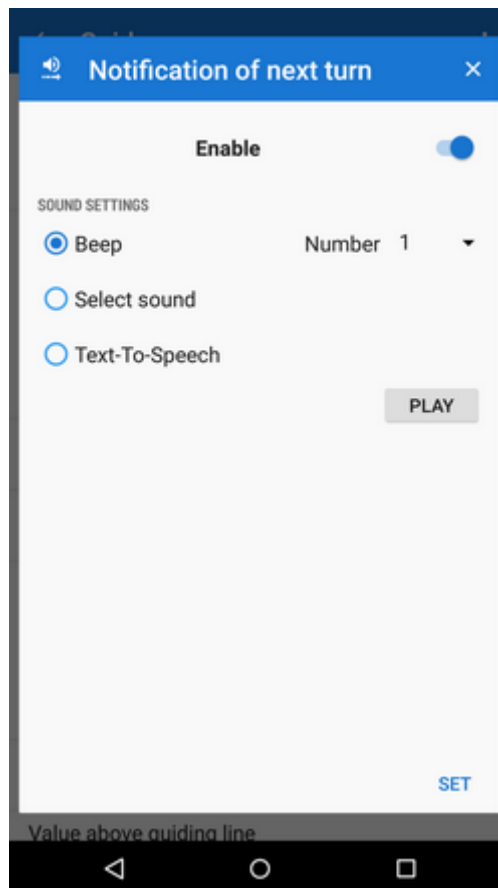 Notification of next turn
Enable
SOUND SETTINGS
Beep Number 1
Select sound
Text-To-Speech
PLAY
SET
Value above guiding line